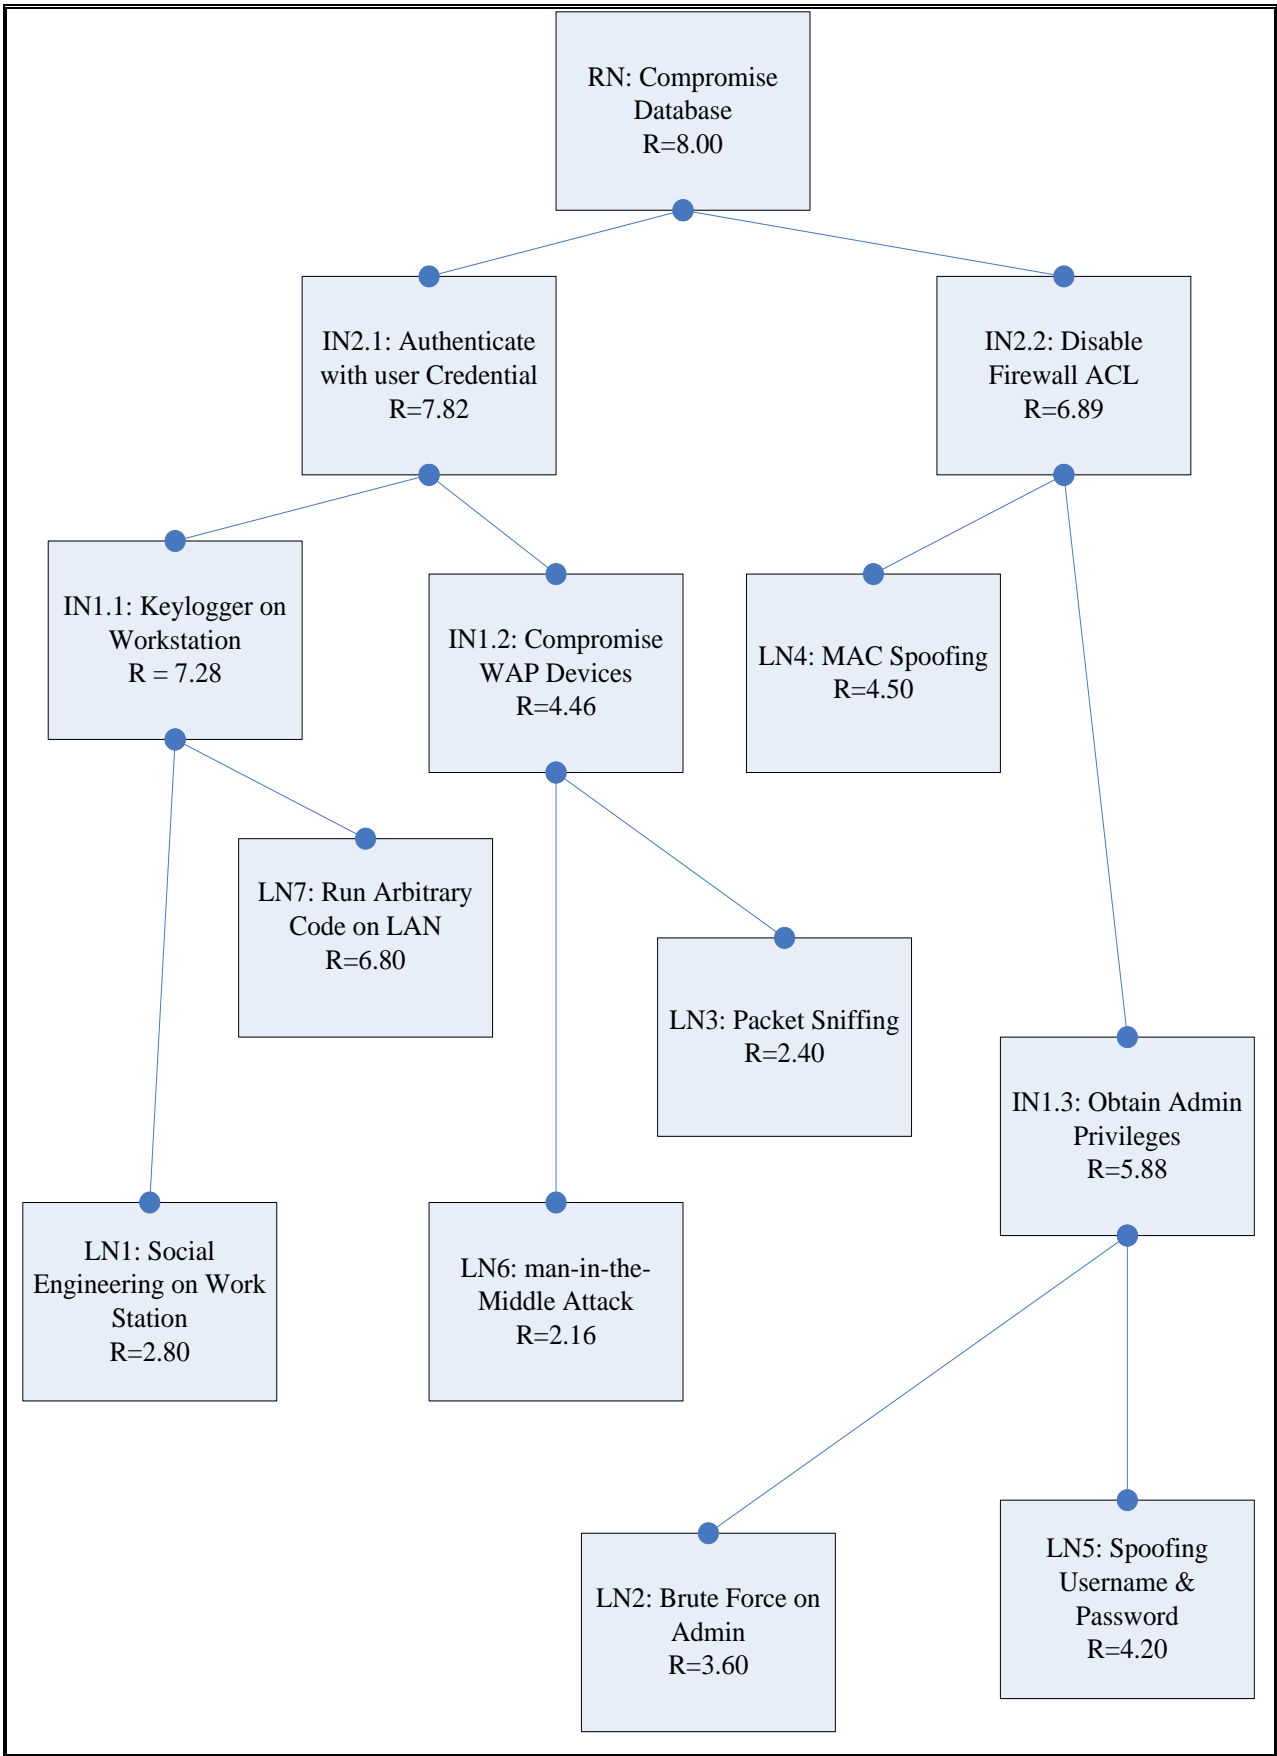 RN: Compromise
Database
R=8.00
IN2.1: Authenticate
with user Credential
R=7.82
IN2.2: Disable
Firewall ACL
R=6.89
IN1.1: Keylogger on
Workstation
R = 7.28
IN1.2: Compromise
WAP Devices
R=4.46
LN4: MAC Spoofing
R=4.50
LN7: Run Arbitrary
Code on LAN
R=6.80
LN3: Packet Sniffing
R=2.40
IN1.3: Obtain Admin
Privileges
R=5.88
LN1: Social
Engineering on Work
Station
R=2.80
LN6: man-in-the-
Middle Attack
R=2.16
LN2: Brute Force on
Admin
R=3.60
LN5: Spoofing
Username &
Password
R=4.20